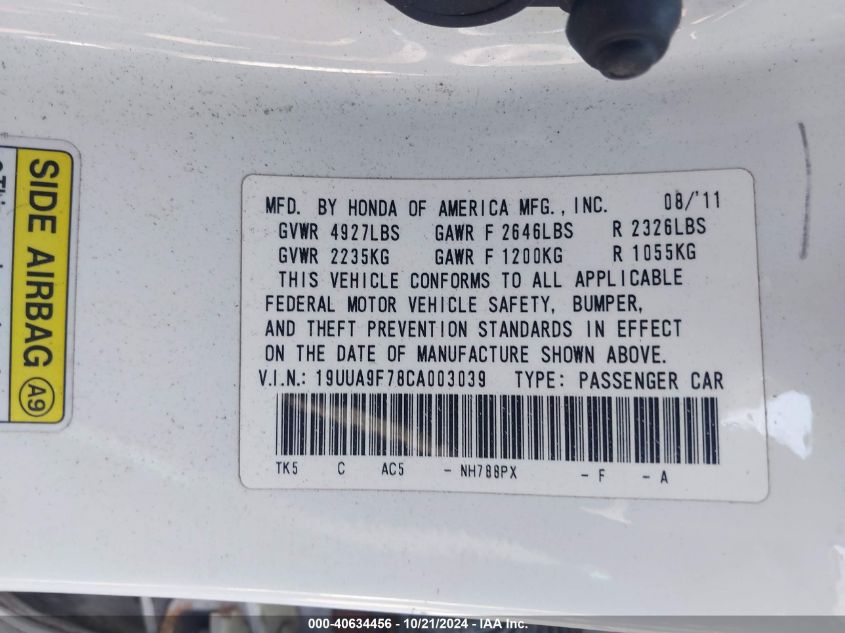 SIDE AIRBAG A9
MFD. BY HONDA OF AMERICA MFG., INC. 08/'11
GVWR 4927LBS GAWR F 2646LBS R 2326LBS
GVWR 2235KG GAWR F 1200KG R 1055KG
THIS VEHICLE CONFORMS TO ALL APPLICABLE
FEDERAL MOTOR VEHICLE SAFETY, BUMPER,
AND THEFT PREVENTION STANDARDS IN EFFECT
ON THE DATE OF MANUFACTURE SHOWN ABOVE.
V.I.N.: 19UUA9F78CA003039 TYPE: PASSENGER CAR
TK5 C AC5 - NH788PX - F - A
000-40634456 - 10/21/2024 - IAA Inc.